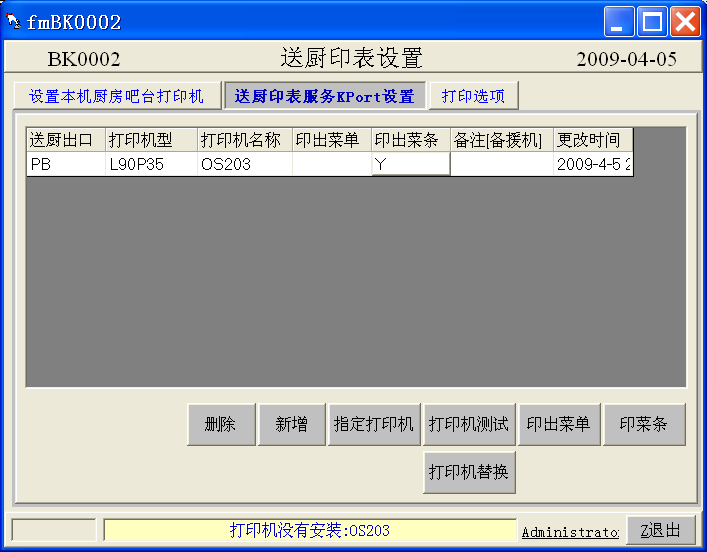 fmBK0002
BK0002 送厨印表设置 2009-04-05
设置本机厨房吧台打印机 送厨印表服务KPort设置 打印选项
送厨出口 打印机型 打印机名称 印出菜单 印出菜条 备注[备援机] 更改时间
PB L90P35 OS203 Y 2009-4-5 2
删除 新增 指定打印机 打印机测试 印出菜单 印菜条
打印机替换
打印机没有安装:OS203 Administrato Z退出